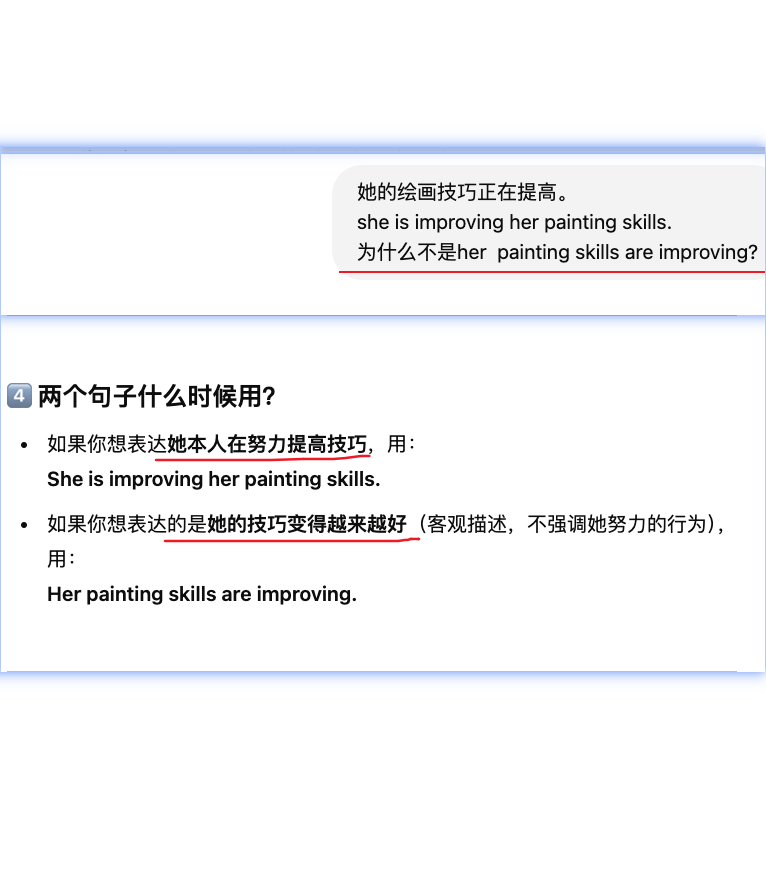 她的绘画技巧正在提高。
she is improving her painting skills.
为什么不是her  painting skills are improving?
4 两个句子什么时候用?
• 如果你想表达她本人在努力提高技巧，用：
She is improving her painting skills.
• 如果你想表达的是她的技巧变得越来越好（客观描述，不强调她努力的行为），
用：
Her painting skills are improving.